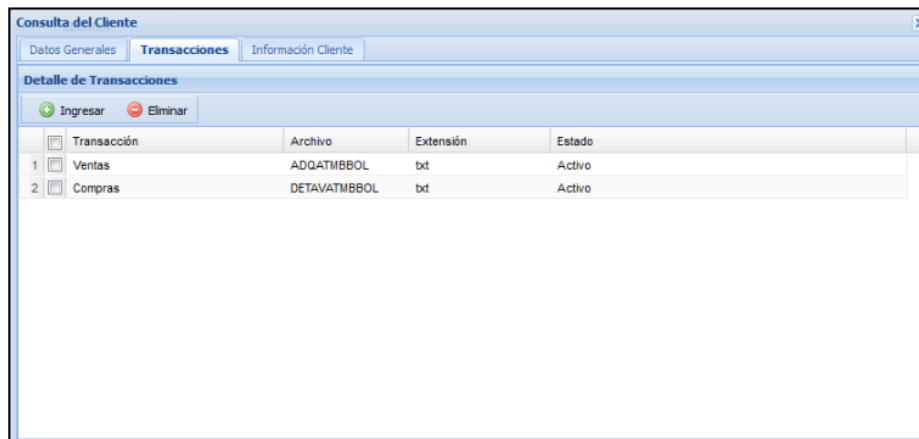 Consulta del Cliente
Datos Generales Transacciones Información Cliente
Detalle de Transacciones
Ingresar Eliminar
Transacción Archivo Extensión Estado
1 Ventas ADQATMBBOL txt Activo
2 Compras DETAVATMBBOL txt Activo